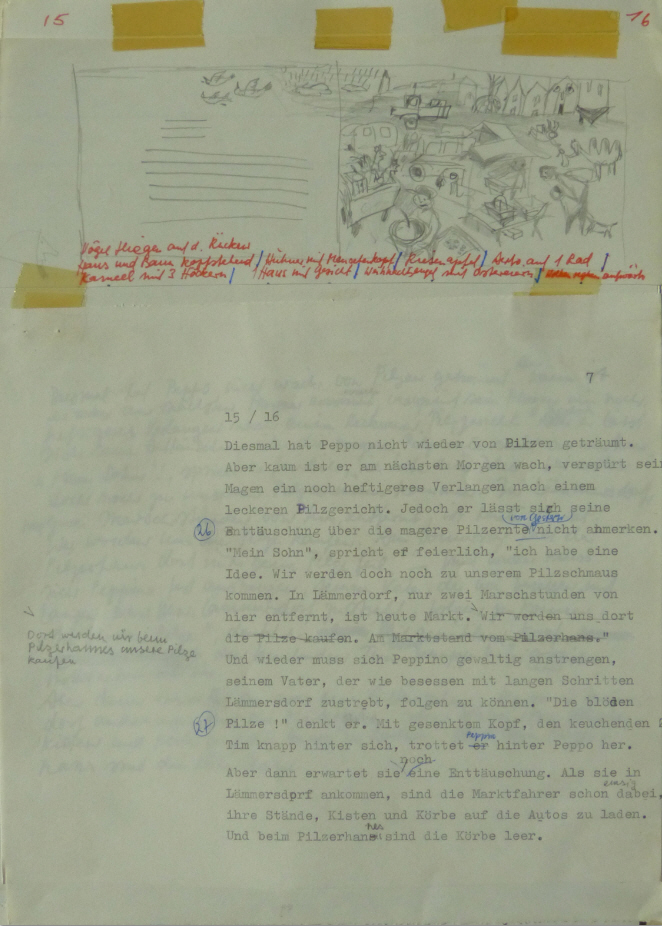 15
16
Vögel fliegen auf d. Rücken
Haus und Baum kopfstehend / Hühner mit Menschenkopf / Riesenapfel / Auto auf 1 Rad /
Kamel mit 3 Höckern / Haus mit Gesicht / mit Ostereiern / aufwärts
7
15 / 16
Diesmal hat Peppo nicht wieder von Pilzen geträumt.
Aber kaum ist er am nächsten Morgen wach, verspürt sein
Magen ein noch heftigeres Verlangen nach einem
leckeren Pilzgericht. Jedoch er lässt sich seine
von gestern
26 Enttäuschung über die magere Pilzernte nicht anmerken.
"Mein Sohn", spricht er feierlich, "ich habe eine
Idee. Wir werden doch noch zu unserem Pilzschmaus
kommen. In Lämmerdorf, nur zwei Marschstunden von
hier entfernt, ist heute Markt. Wir werden uns dort
die Pilze kaufen. Am Marktstand vom Pilzerhans."
Dort werden wir beim
Pilzerhannes unsere Pilze
kaufen
Und wieder muss sich Peppino gewaltig anstrengen,
seinem Vater, der wie besessen mit langen Schritten
Lämmersdorf zustrebt, folgen zu können. "Die blöden
27 Pilze !" denkt er. Mit gesenktem Kopf, den keuchenden
Peppino
Tim knapp hinter sich, trottet er hinter Peppo her.
noch
Aber dann erwartet sie eine Enttäuschung. Als sie in
eifrig
Lämmersdorf ankommen, sind die Marktfahrer schon dabei,
ihre Stände, Kisten und Körbe auf die Autos zu laden.
nes
Und beim Pilzerhans sind die Körbe leer.